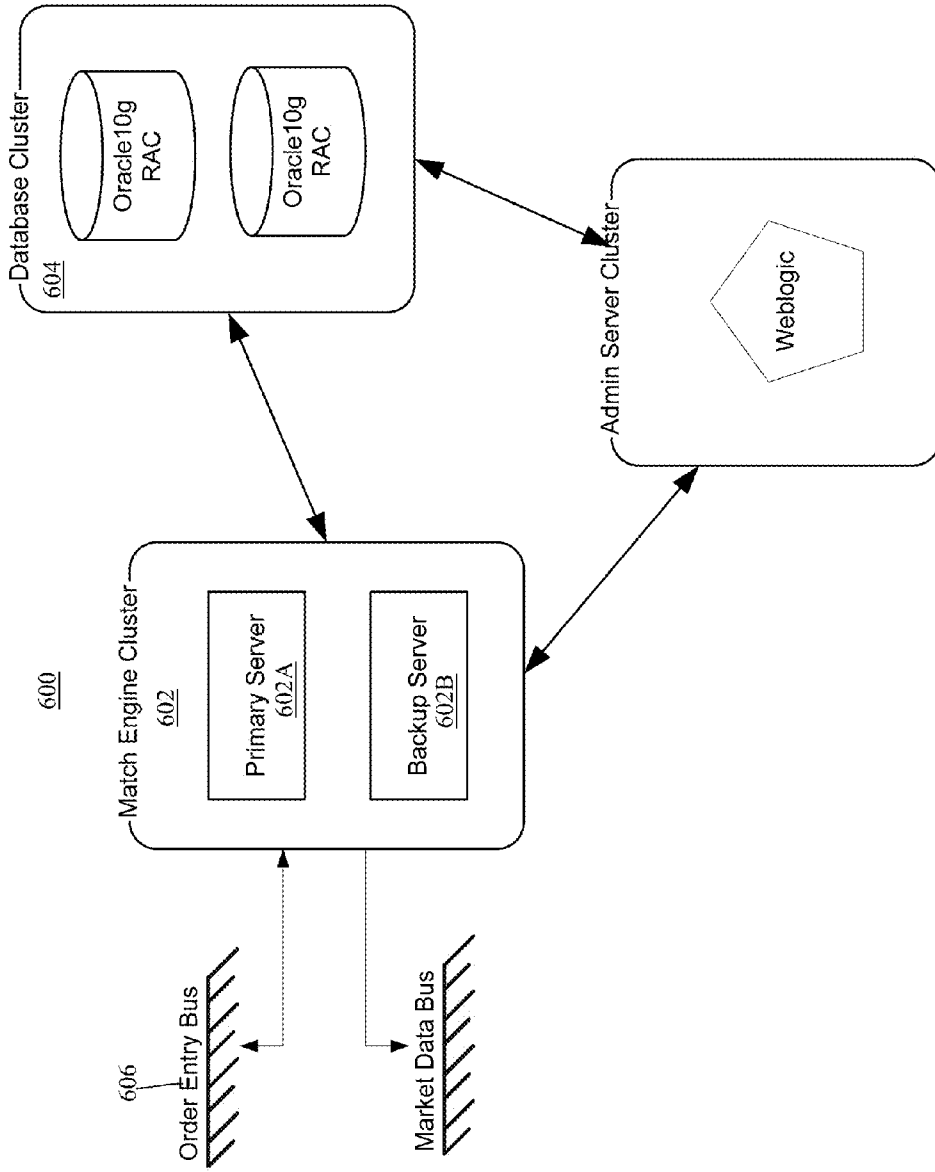 600
Order Entry Bus
606
Market Data Bus
Match Engine Cluster
602
Primary Server
602A
Backup Server
602B
Database Cluster
604
Oracle10g
RAC
Oracle10g
RAC
Admin Server Cluster
Weblogic